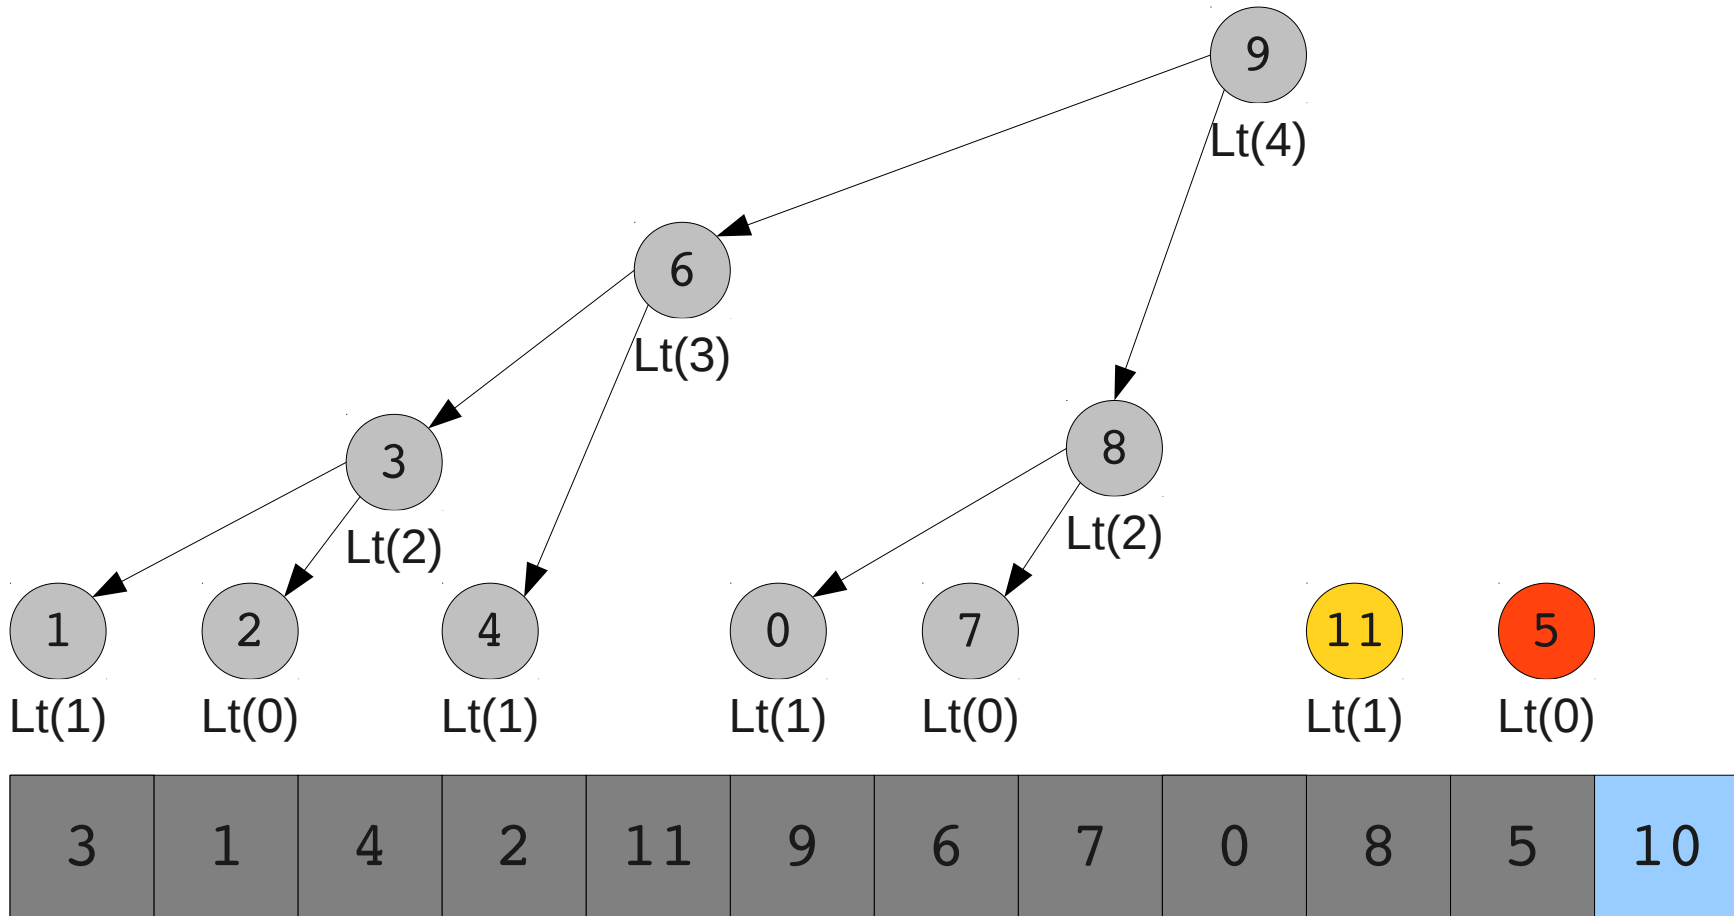 9
Lt(4)
6
Lt(3)
3
8
Lt(2)
Lt(2)
1 2 4 0 7 11 5
Lt(1) Lt(0) Lt(1) Lt(1) Lt(0) Lt(1) Lt(0)
3 1 4 2 11 9 6 7 0 8 5 10